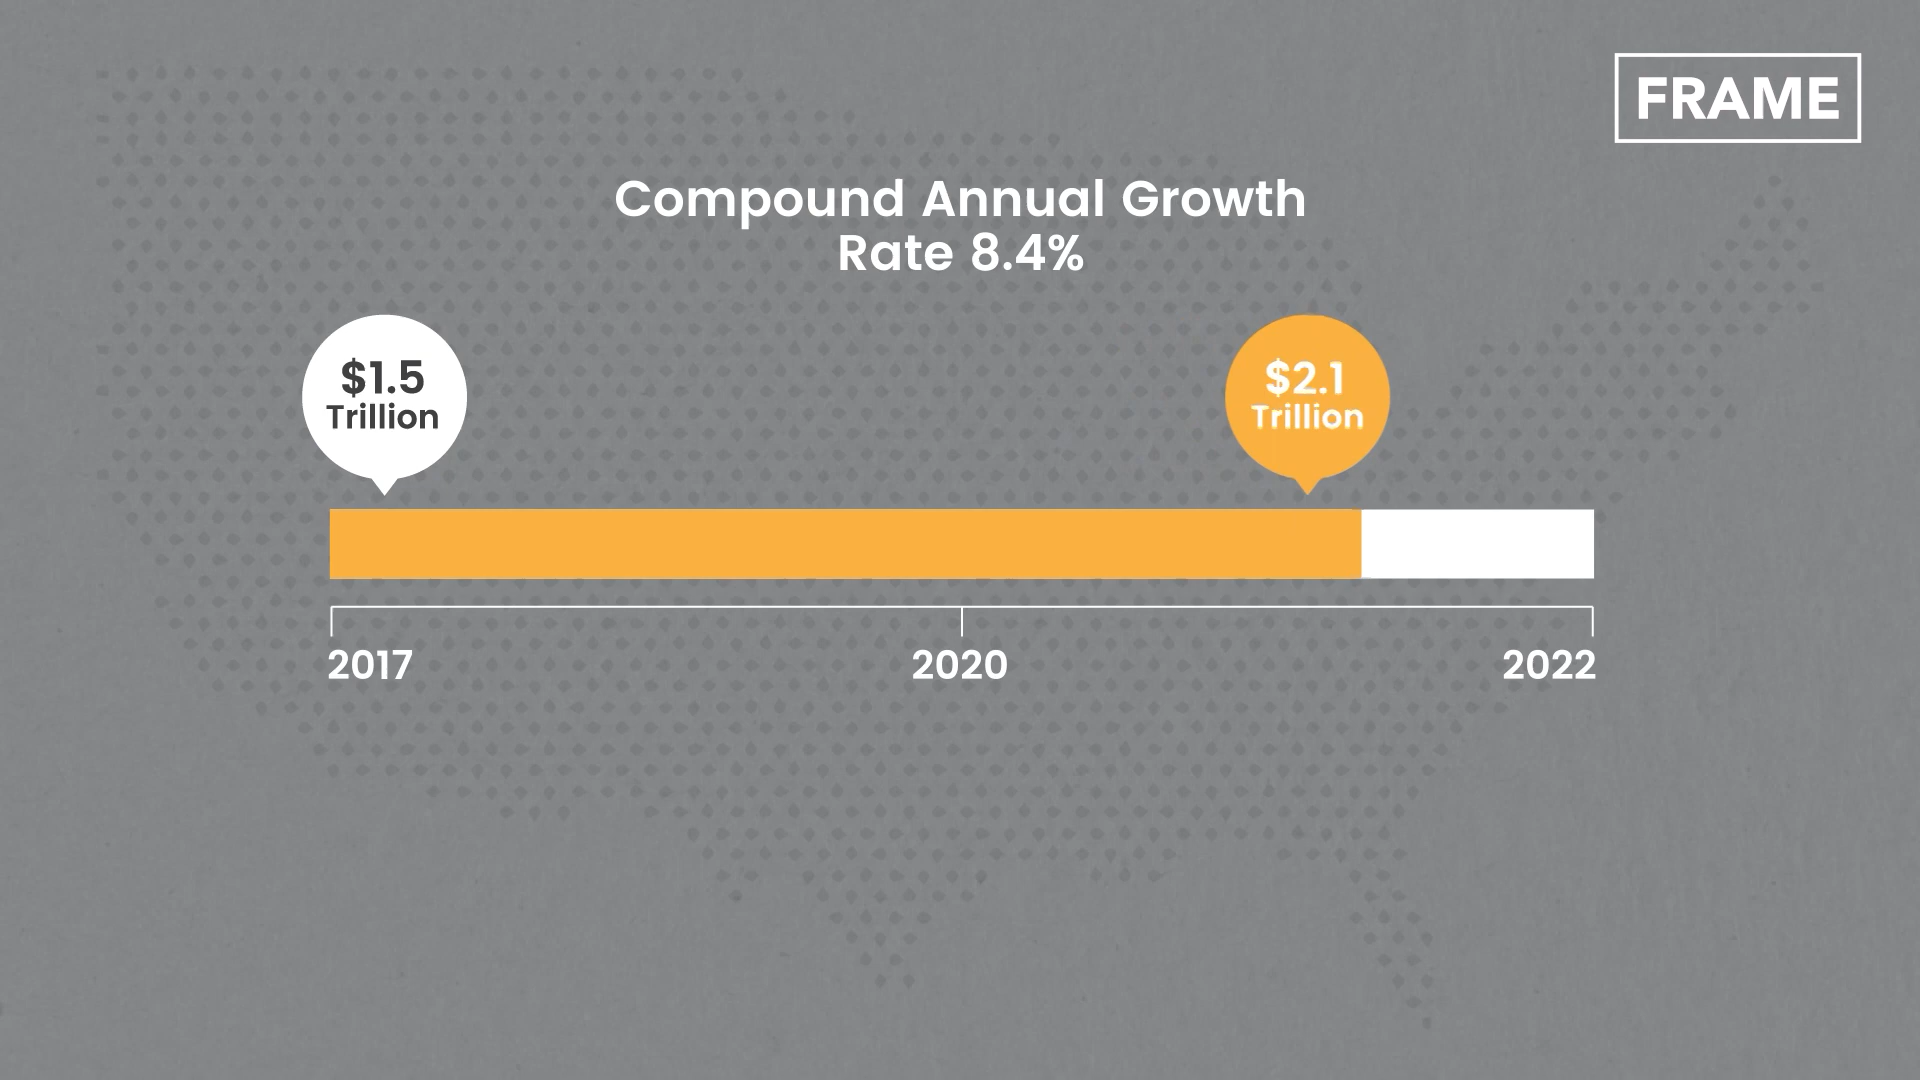 FRAME
Compound Annual Growth
Rate 8.4%
$1.5
Trillion
$2.1
Trillion
2017
2020
2022